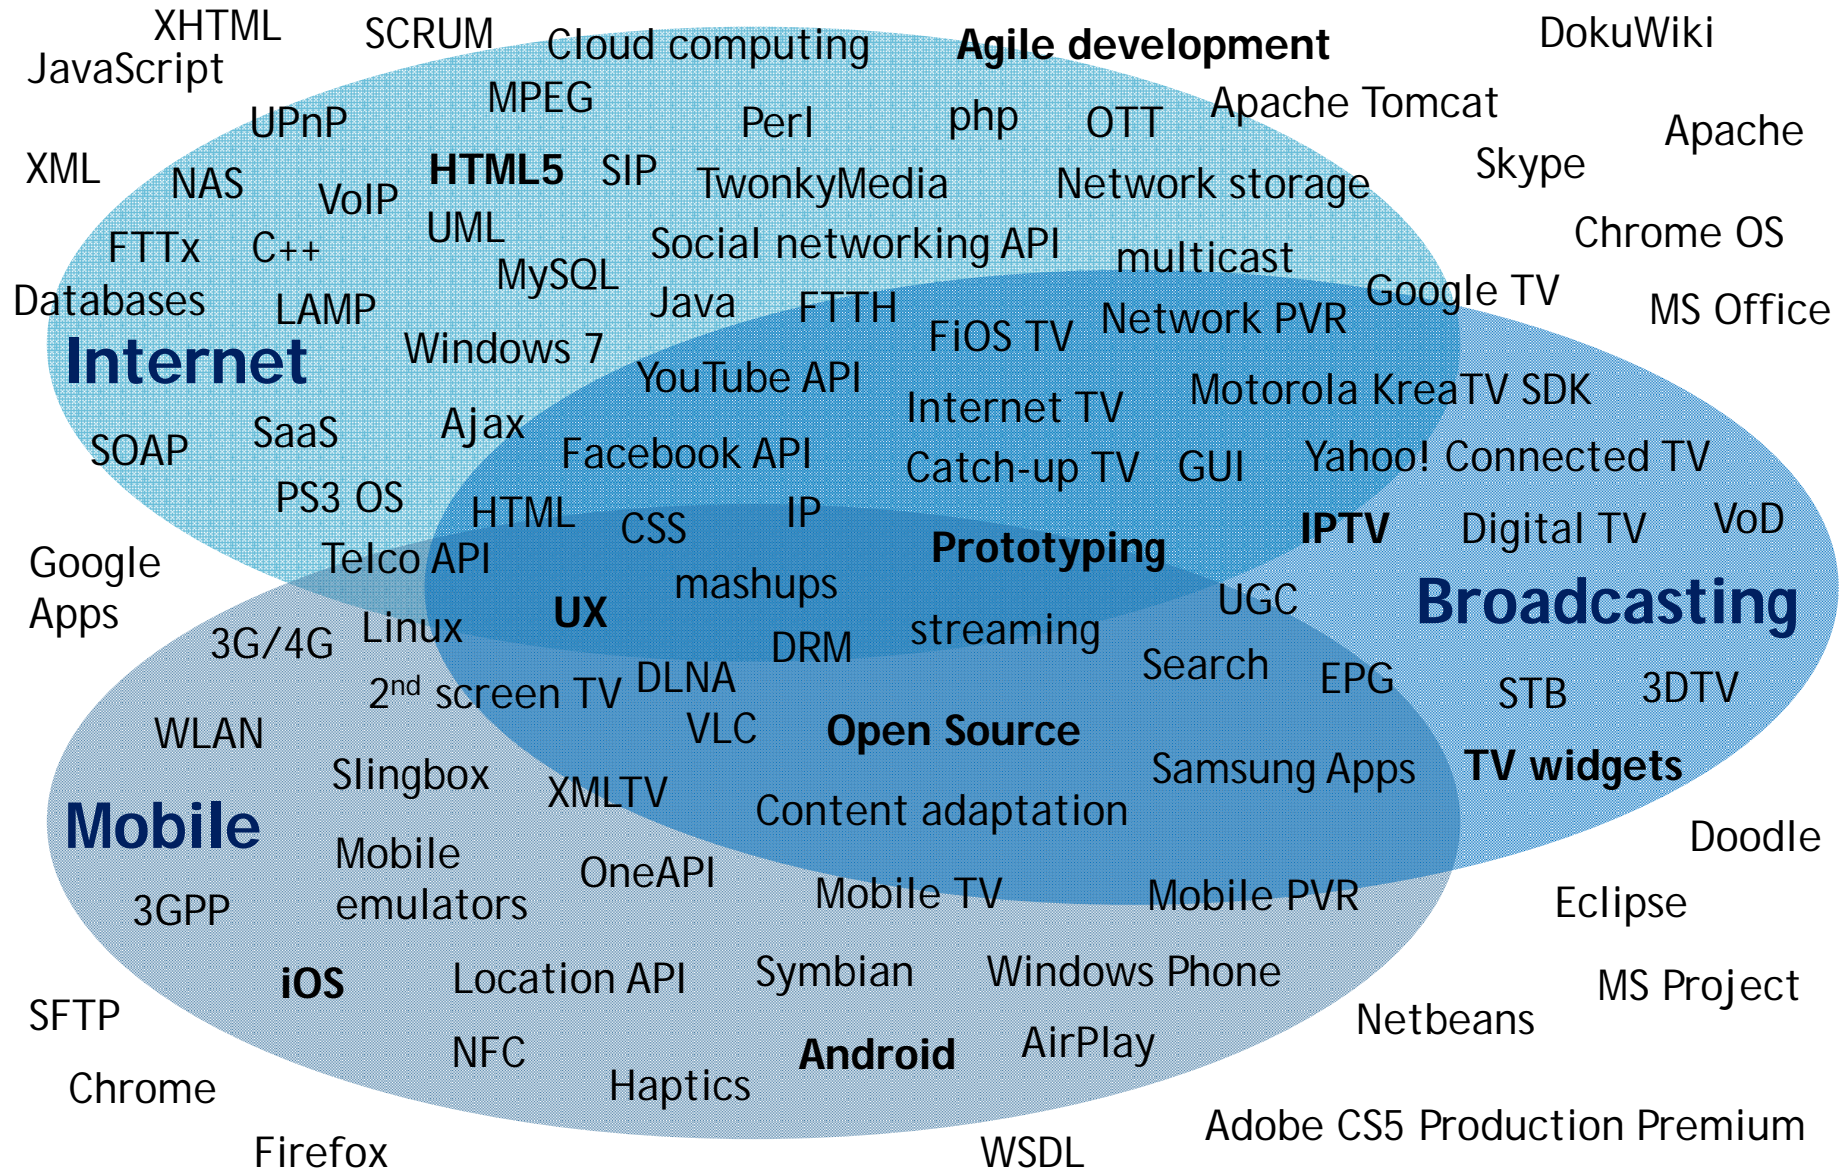 XHTML
SCRUM
Cloud computing
Agile development
DokuWiki
JavaScript
MPEG
UPnP
Perl
php
OTT
Apache Tomcat
Apache
XML
NAS
VoIP
HTML5
SIP
TwonkyMedia
Network storage
Skype
FTTx
C++
UML
Social networking API
multicast
Chrome OS
MySQL
Databases
LAMP
Java
FTTH
FiOS TV
Network PVR
Google TV
MS Office
Internet
Windows 7
YouTube API
Internet TV
Motorola KreaTV SDK
SOAP
SaaS
Ajax
Facebook API
Catch-up TV
GUI
Yahoo! Connected TV
PS3 OS
HTML
CSS
IP
Prototyping
IPTV
Digital TV
VoD
Google
Apps
Telco API
mashups
UX
UGC
Broadcasting
3G/4G
Linux
DRM
streaming
2nd screen TV
DLNA
Search
EPG
STB
3DTV
WLAN
VLC
Open Source
Slingbox
XMLTV
Samsung Apps
TV widgets
Mobile
Content adaptation
Doodle
Mobile
emulators
OneAPI
3GPP
Mobile TV
Mobile PVR
Eclipse
iOS
Location API
Symbian
Windows Phone
MS Project
SFTP
Netbeans
NFC
Android
AirPlay
Chrome
Haptics
Firefox
WSDL
Adobe CS5 Production Premium